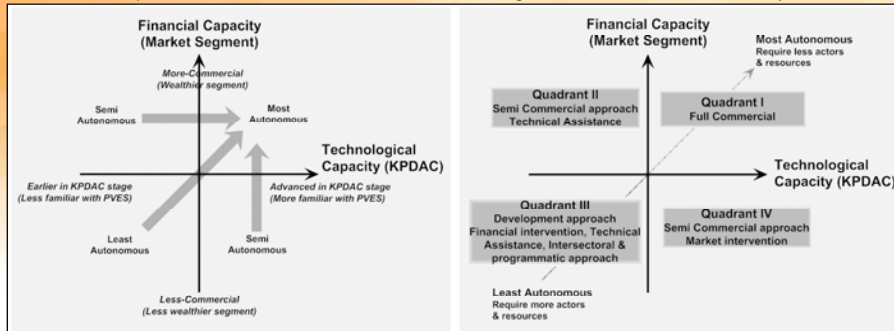 Financial Capacity
(Market Segment)
More-Commercial
(Wealthier segment)
Semi
Autonomous
Most
Autonomous
Technological
Capacity (KPDAC)
Earlier in KPDAC stage
(Less familiar with PVES)
Advanced in KPDAC stage
(More familiar with PVES)
Least
Autonomous
Semi
Autonomous
Less-Commercial
(Less wealthier segment)
Financial Capacity
(Market Segment)
Most Autonomous
Require less actors
& resources
Quadrant II
Semi Commercial approach
Technical Assistance
Quadrant I
Full Commercial
Technological
Capacity (KPDAC)
Quadrant III
Development approach
Financial intervention, Technical
Assistance, Intersectoral &
programmatic approach
Quadrant IV
Semi Commercial approach
Market intervention
Least Autonomous
Require more actors
& resources